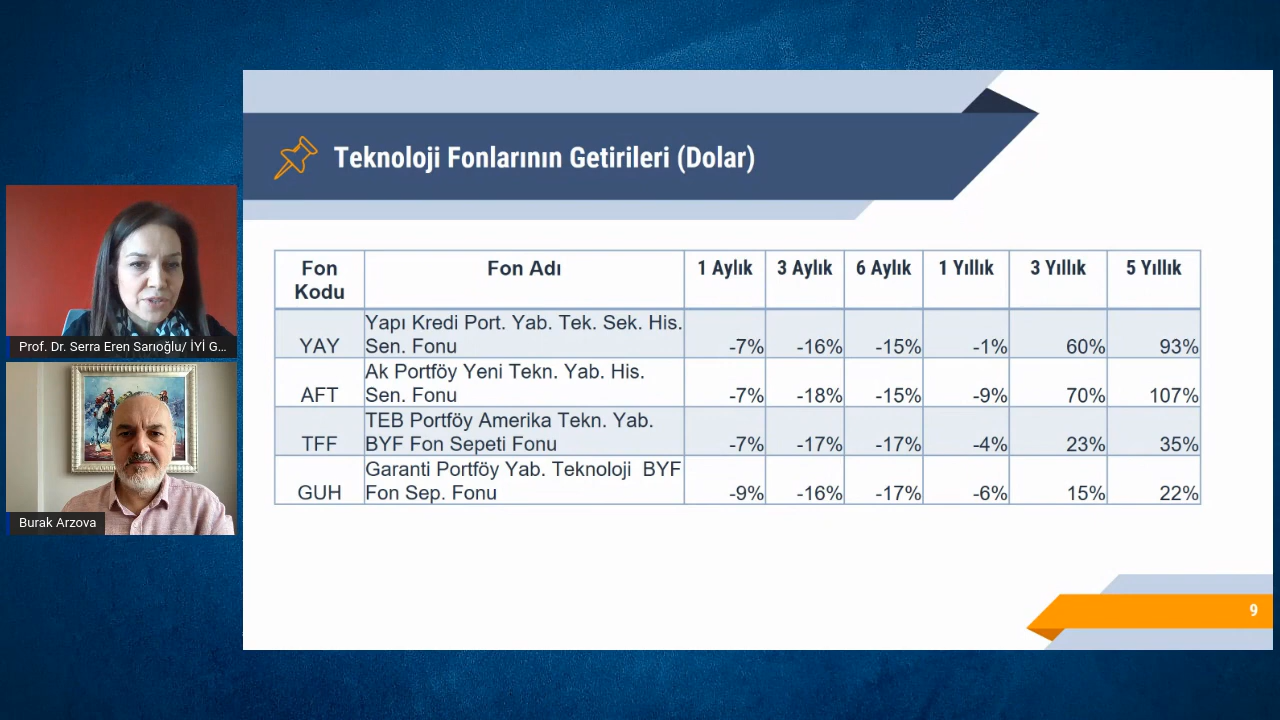 Teknoloji Fonlarının Getirileri (Dolar)
Fon Kodu Fon Adı 1 Aylık 3 Aylık 6 Aylık 1 Yıllık 3 Yıllık 5 Yıllık
YAY Yapı Kredi Port. Yab. Tek. Sek. His. Sen. Fonu -7% -16% -15% -1% 60% 93%
AFT Ak Portföy Yeni Tekn. Yab. His. Sen. Fonu -7% -18% -15% -9% 70% 107%
TFF TEB Portföy Amerika Tekn. Yab. BYF Fon Sepeti Fonu -7% -17% -17% -4% 23% 35%
GUH Garanti Portföy Yab. Teknoloji BYF Fon Sep. Fonu -9% -16% -17% -6% 15% 22%
9
Prof. Dr. Serra Eren Sarıoğlu/ İYİ G...
Burak Arzova